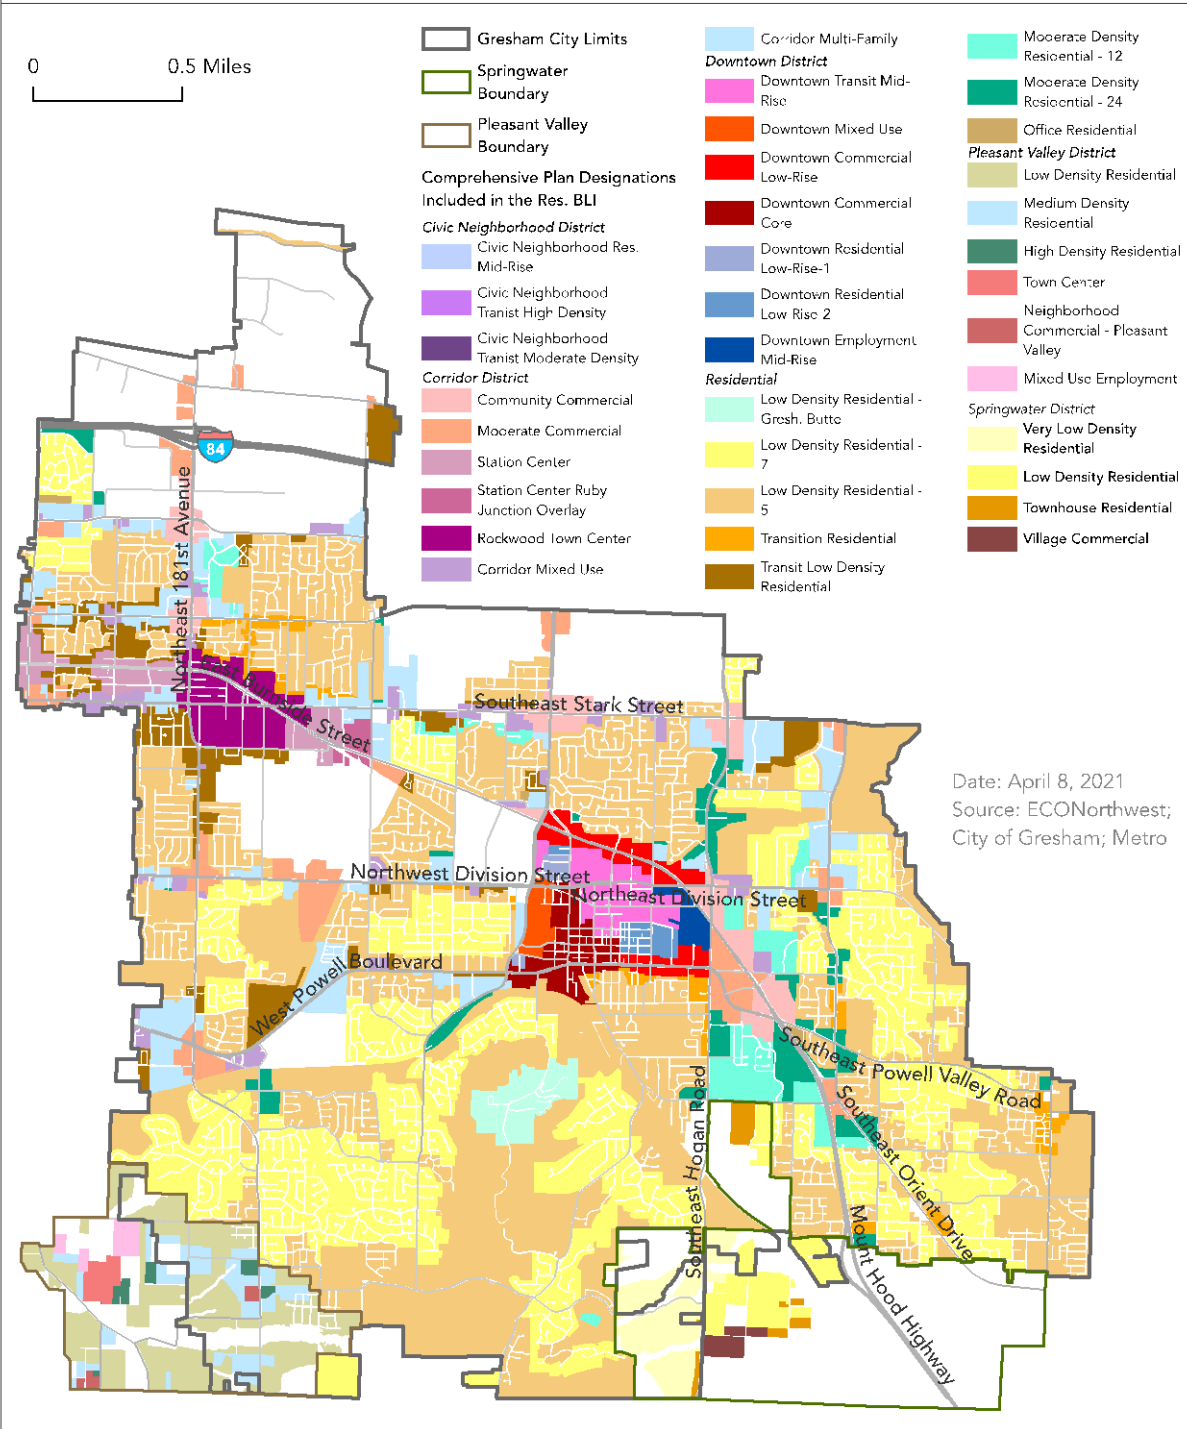 0 0.5 Miles
Gresham City Limits
Springwater
Boundary
Pleasant Valley
Boundary
Comprehensive Plan Designations
Included in the Res. BLI
Civic Neighborhood District
Civic Neighborhood Res.
Mid-Rise
Civic Neighborhood
Tranist High Density
Civic Neighborhood
Tranist Moderate Density
Corridor District
Community Commercial
Moderate Commercial
Station Center
Station Center Ruby
Junction Overlay
Rockwood Town Center
Corridor Mixed Use
Corridor Multi-Family
Downtown District
Downtown Transit Mid-
Rise
Downtown Mixed Use
Downtown Commercial
Low-Rise
Downtown Commercial
Core
Downtown Residential
Low-Rise-1
Downtown Residential
Low Rise 2
Downtown Employment
Mid-Rise
Residential
Low Density Residential -
Gresh. Butte
Low Density Residential -
7
Low Density Residential -
5
Transition Residential
Transit Low Density
Residential
Moderate Density
Residential - 12
Moderate Density
Residential - 24
Office Residential
Pleasant Valley District
Low Density Residential
Medium Density
Residential
High Density Residential
Town Center
Neighborhood
Commercial - Pleasant
Valley
Mixed Use Employment
Springwater District
Very Low Density
Residential
Low Density Residential
Townhouse Residential
Village Commercial
Date: April 8, 2021
Source: ECONorthwest;
City of Gresham; Metro
84
Northeast 181st Avenue
East Burnside Street
Southeast Stark Street
Northwest Division Street
Northeast Division Street
West Powell Boulevard
Southeast Powell Valley Road
Southeast Hogan Road
Southeast Orient Drive
Mount Hood Highway